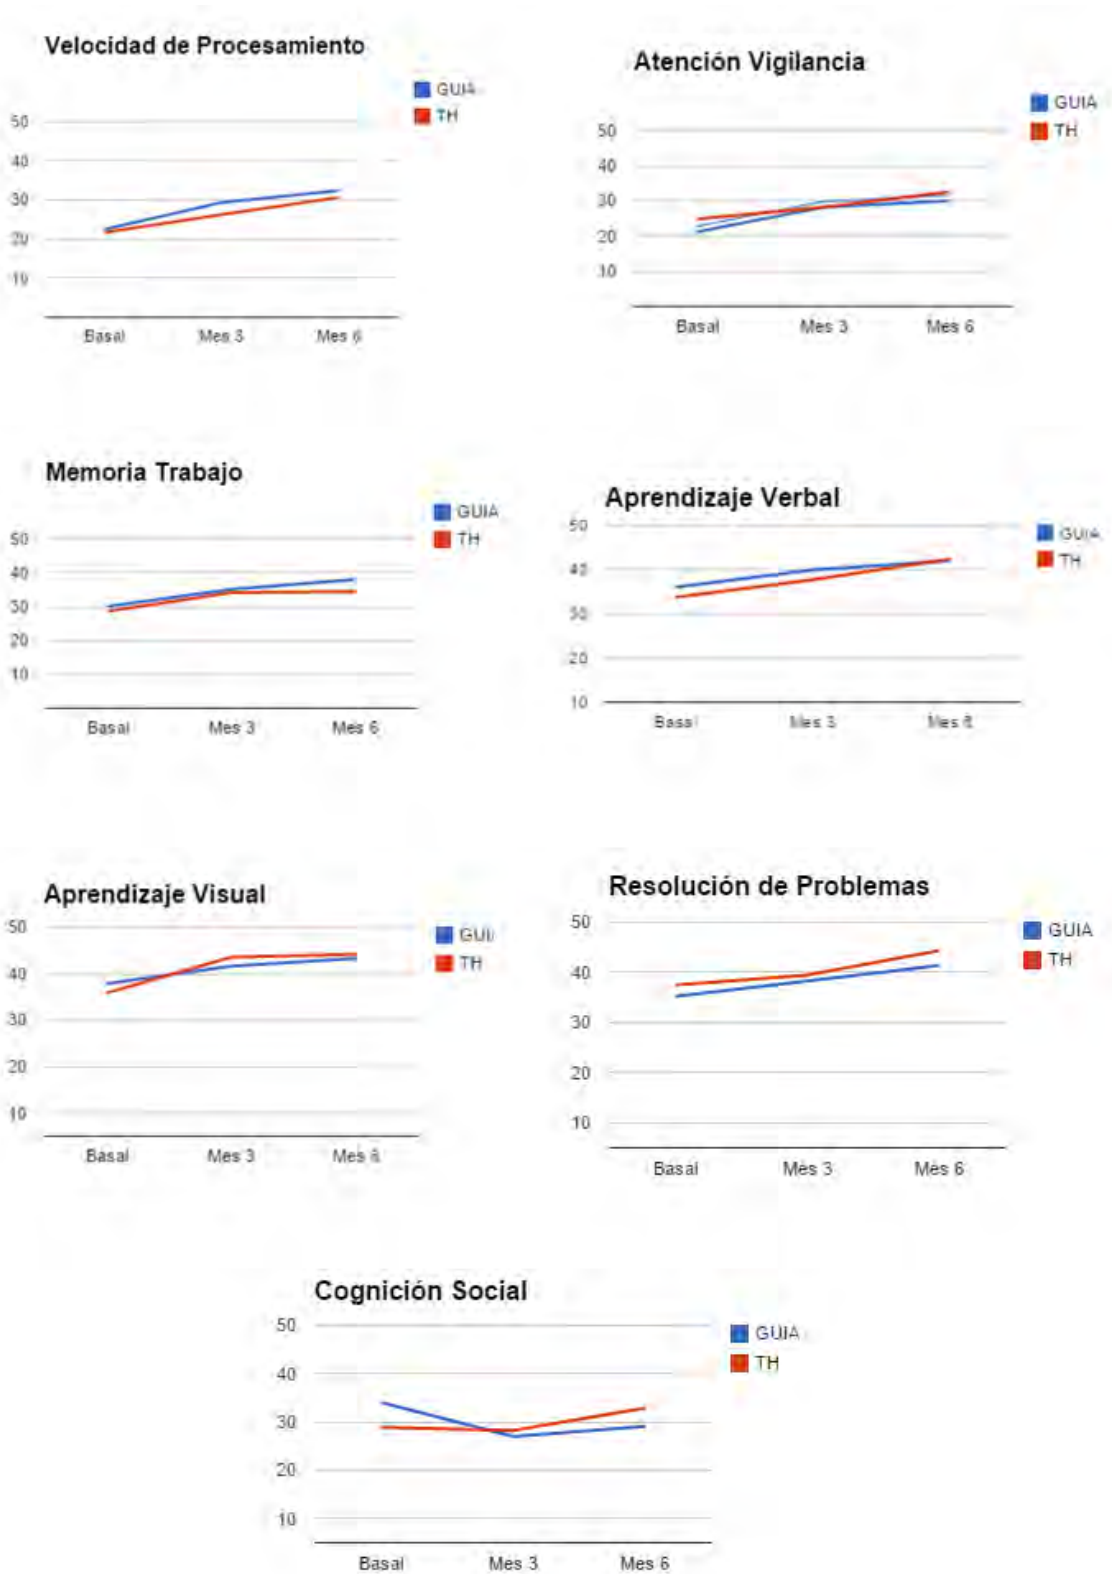 Velocidad de Procesamiento
GUIA
TH
50
40
30
20
10
Basal Mes 3 Mes 6
Atención Vigilancia
GUIA
TH
50
40
30
20
10
Basal Mes 3 Mes 6
Memoria Trabajo
GUIA
TH
50
40
30
20
10
Basal Mes 3 Mes 6
Aprendizaje Verbal
GUIA
TH
50
40
30
20
10
Basal Mes 3 Mes 6
Aprendizaje Visual
GUI
TH
50
40
30
20
10
Basal Mes 3 Mes 6
Resolución de Problemas
GUIA
TH
50
40
30
20
10
Basal Mes 3 Mes 6
Cognición Social
GUIA
TH
50
40
30
20
10
Basal Mes 3 Mes 6